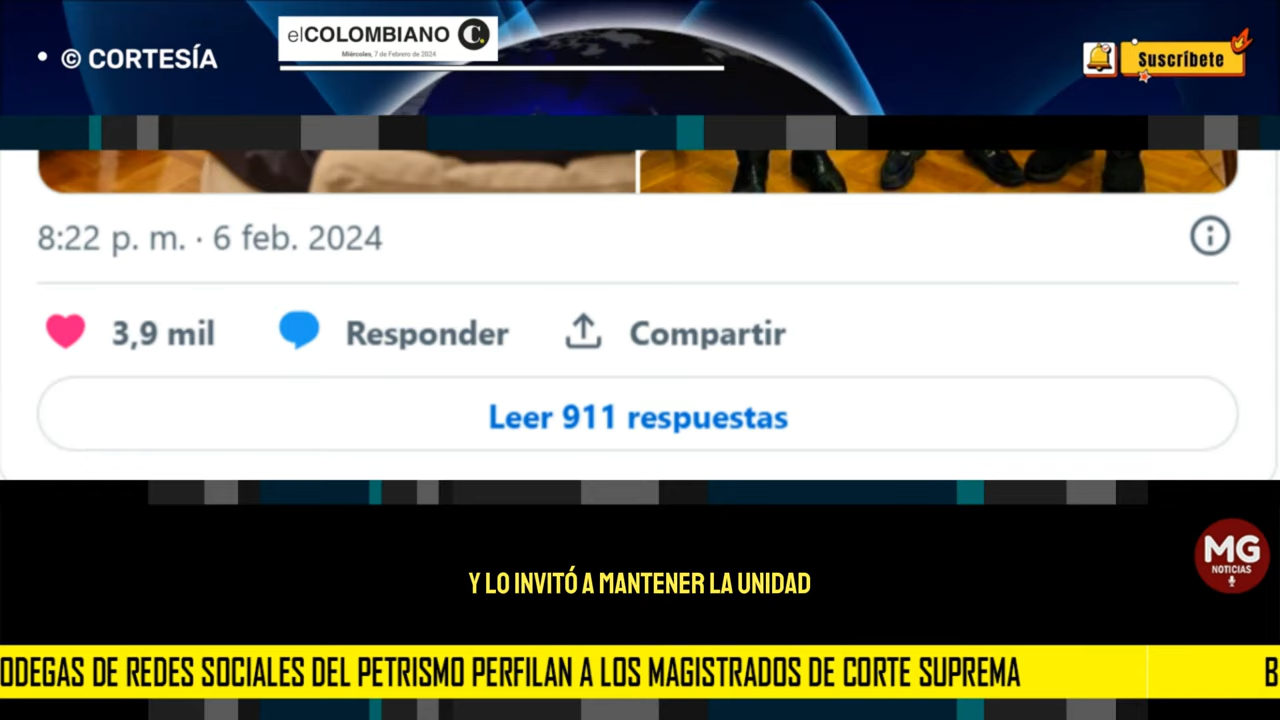 • © CORTESÍA
elCOLOMBIANO
Miércoles, 7 de Febrero de 2024
Suscríbete
8:22 p. m. · 6 feb. 2024
3,9 mil Responder Compartir
Leer 911 respuestas
MG
NOTICIAS
Y LO INVITÓ A MANTENER LA UNIDAD
ODEGAS DE REDES SOCIALES DEL PETRISMO PERFILAN A LOS MAGISTRADOS DE CORTE SUPREMA B